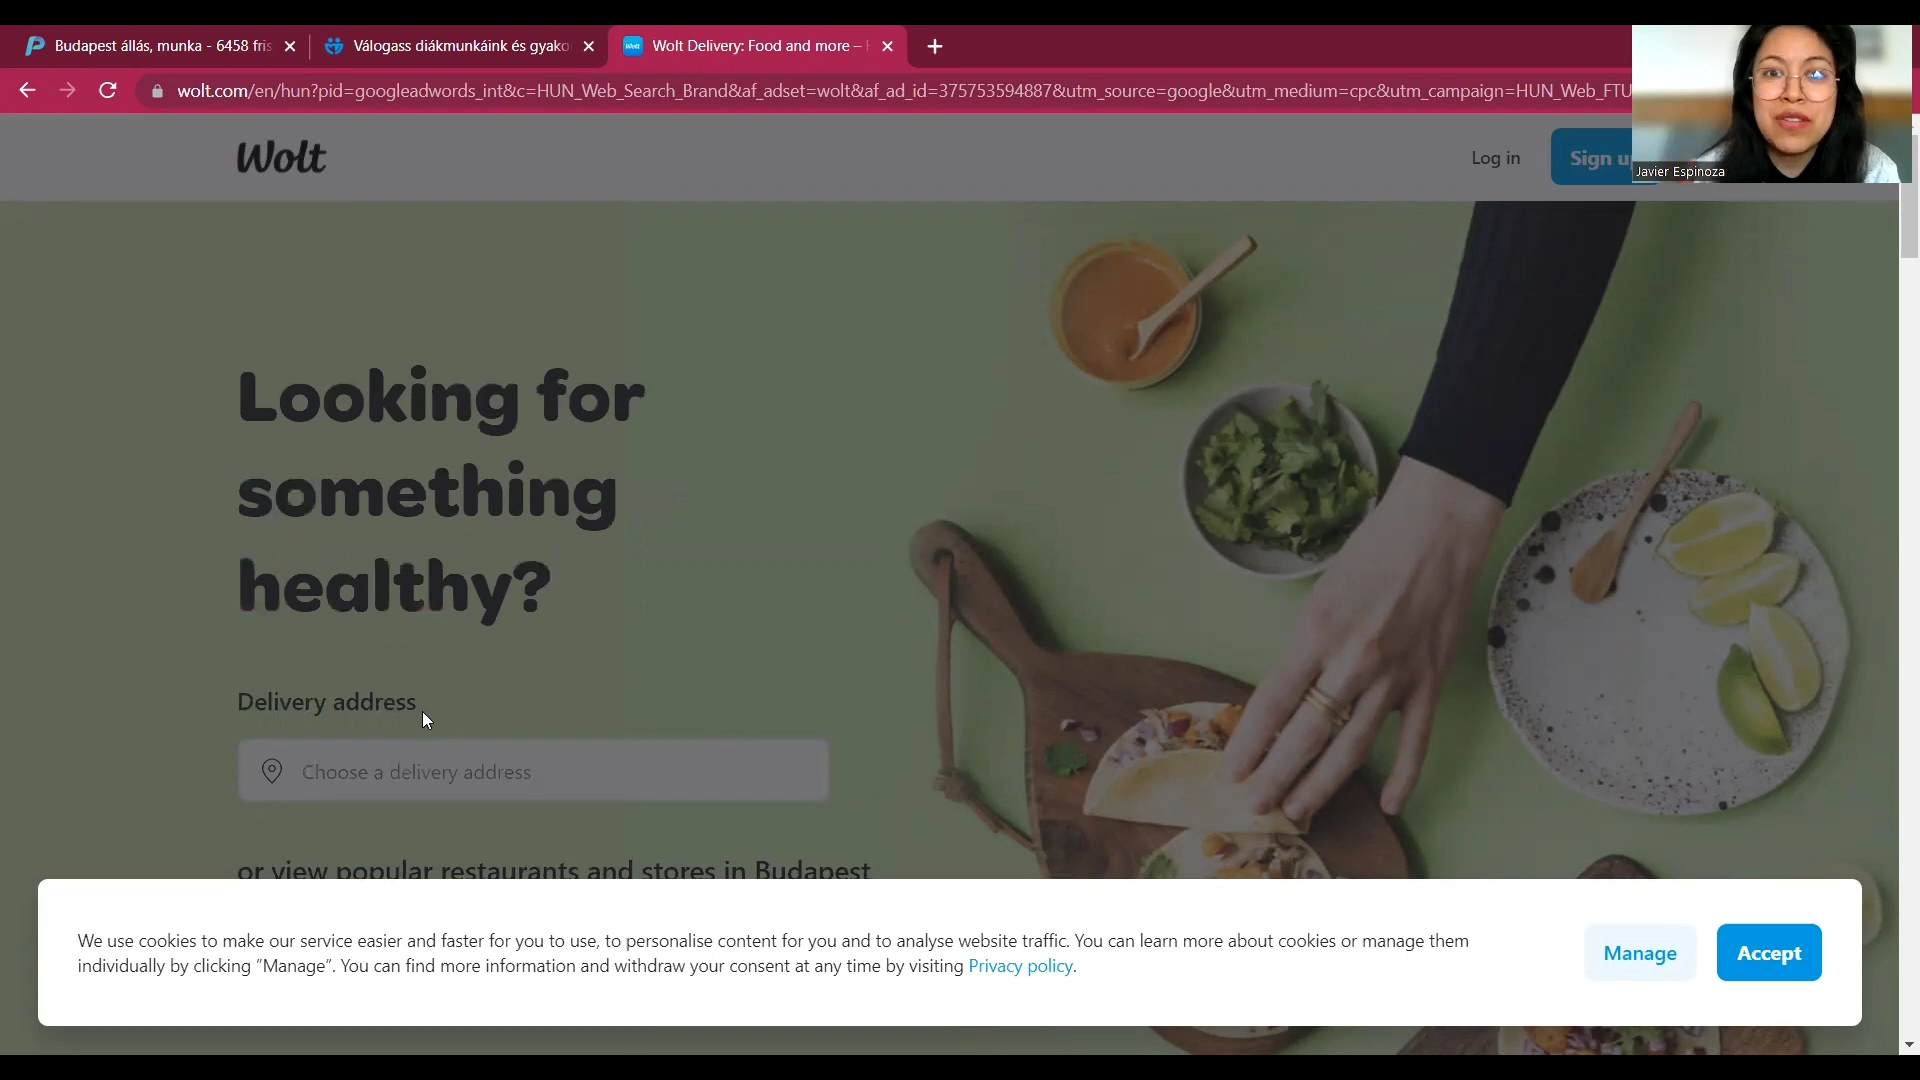 Budapest állás, munka - 6458 fris
Válogass diákmunkáink és gyako
Wolt
Wolt Delivery: Food and more –
wolt.com/en/hun?pid=googleadwords_int&c=HUN_Web_Search_Brand&af_adset=wolt&af_ad_id=375753594887&utm_source=google&utm_medium=cpc&utm_campaign=HUN_Web_FTU
Wolt
Log in
Sign u
Javier Espinoza
Looking for
something
healthy?
Delivery address
Choose a delivery address
or view popular restaurants and stores in Budapest
We use cookies to make our service easier and faster for you to use, to personalise content for you and to analyse website traffic. You can learn more about cookies or manage them
individually by clicking "Manage". You can find more information and withdraw your consent at any time by visiting Privacy policy.
Manage
Accept